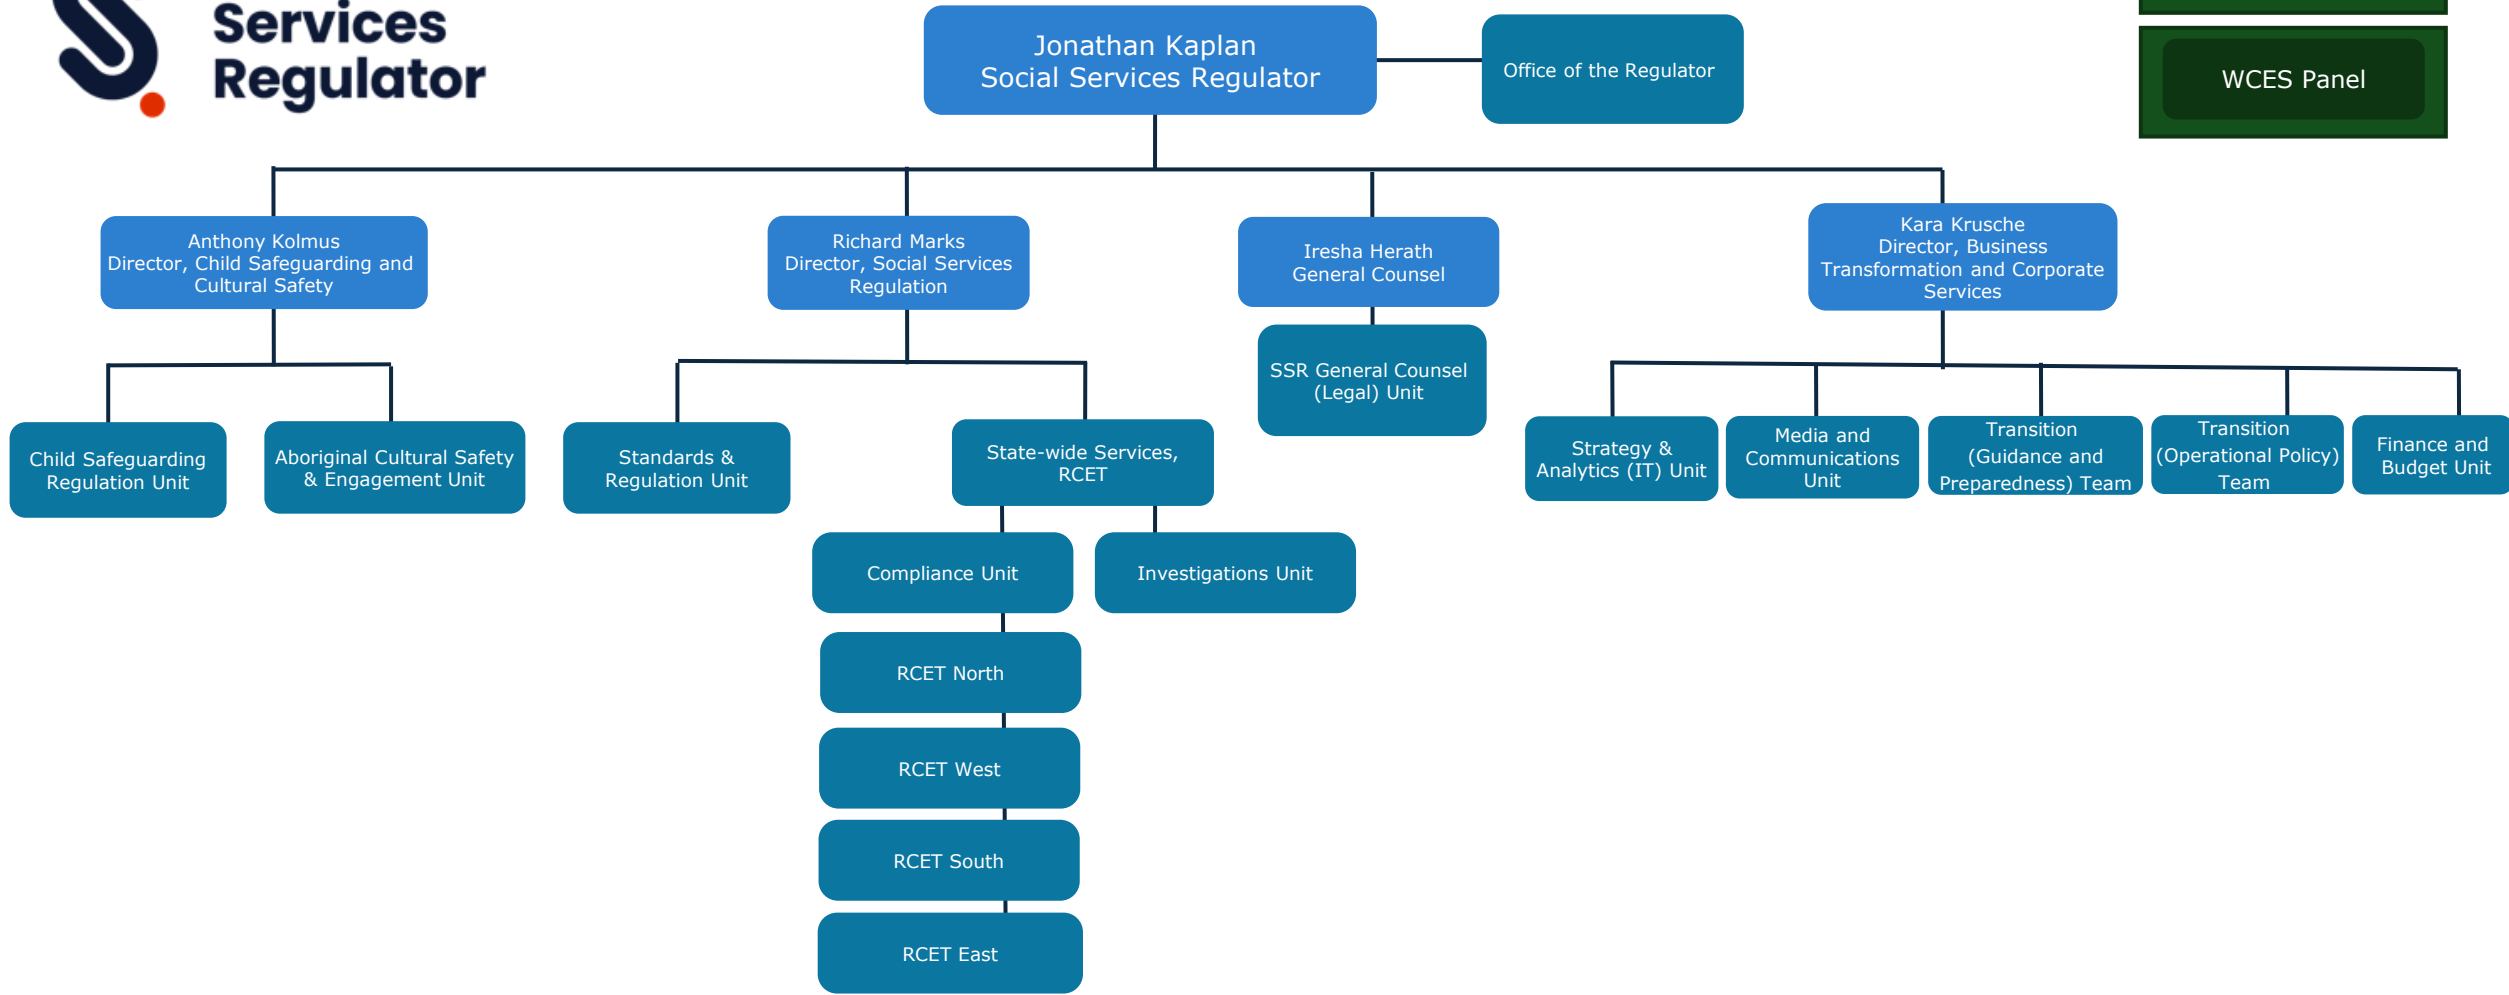 Services
Regulator
Jonathan Kaplan
Social Services Regulator
Office of the Regulator
WCES Panel
Anthony Kolmus
Director, Child Safeguarding and
Cultural Safety
Richard Marks
Director, Social Services
Regulation
Iresha Herath
General Counsel
Kara Krusche
Director, Business
Transformation and Corporate
Services
SSR General Counsel
(Legal) Unit
Child Safeguarding
Regulation Unit
Aboriginal Cultural Safety
& Engagement Unit
Standards &
Regulation Unit
State-wide Services,
RCET
Strategy &
Analytics (IT) Unit
Media and
Communications
Unit
Transition
(Guidance and
Preparedness) Team
Transition
(Operational Policy)
Team
Finance and
Budget Unit
Compliance Unit
Investigations Unit
RCET North
RCET West
RCET South
RCET East